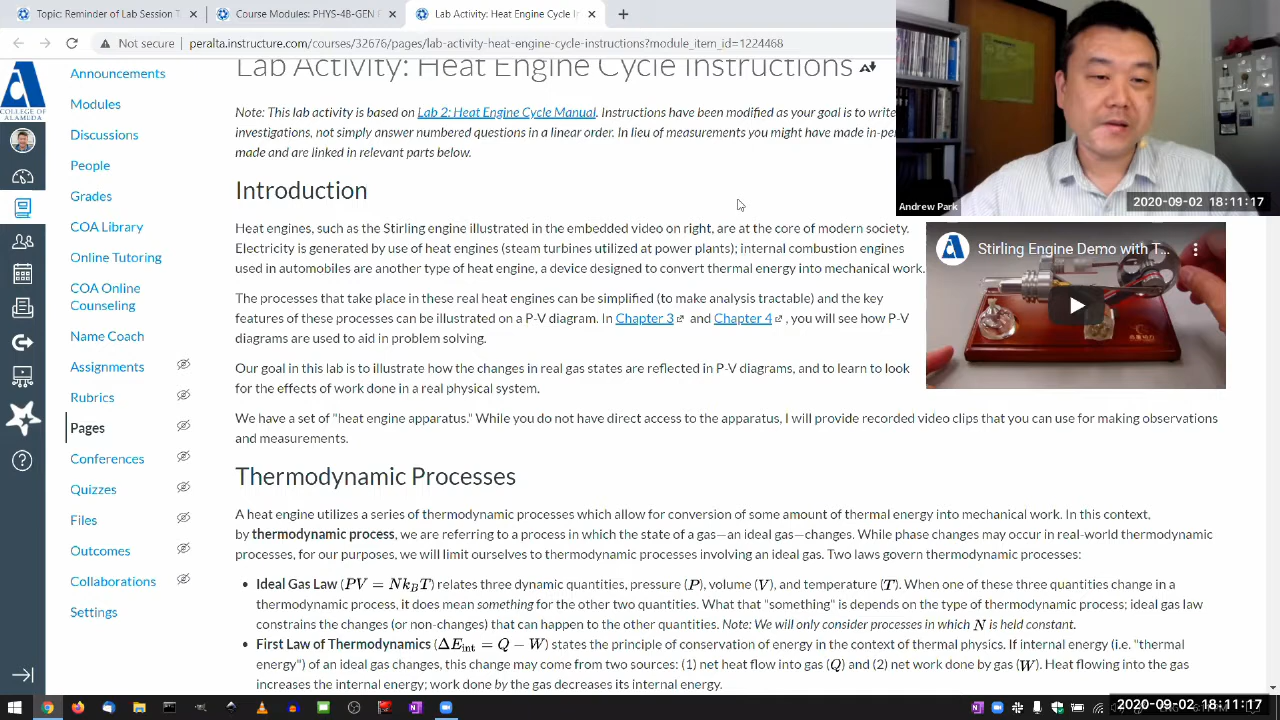 Topic: Reminder of Lab Session T
Course Modules: PHYS-4B-GEN
Lab Activity: Heat Engine Cycle I
Not secure | peralta.instructure.com/courses/32676/pages/lab-activity-heat-engine-cycle-instructions?module_item_id=1224468
COLLEGE OF
ALAMEDA
Announcements
Modules
Discussions
People
Grades
COA Library
Online Tutoring
COA Online
Counseling
Name Coach
Assignments
Rubrics
Pages
Conferences
Quizzes
Files
Outcomes
Collaborations
Settings
Lab Activity: Heat Engine Cycle Instructions
Note: This lab activity is based on Lab 2: Heat Engine Cycle Manual. Instructions have been modified as your goal is to write
investigations, not simply answer numbered questions in a linear order. In lieu of measurements you might have made in-pe
made and are linked in relevant parts below.
Introduction
Heat engines, such as the Stirling engine illustrated in the embedded video on right, are at the core of modern society.
Electricity is generated by use of heat engines (steam turbines utilized at power plants); internal combustion engines
used in automobiles are another type of heat engine, a device designed to convert thermal energy into mechanical work.
The processes that take place in these real heat engines can be simplified (to make analysis tractable) and the key
features of these processes can be illustrated on a P-V diagram. In Chapter 3 and Chapter 4, you will see how P-V
diagrams are used to aid in problem solving.
Our goal in this lab is to illustrate how the changes in real gas states are reflected in P-V diagrams, and to learn to look
for the effects of work done in a real physical system.
We have a set of "heat engine apparatus." While you do not have direct access to the apparatus, I will provide recorded video clips that you can use for making observations
and measurements.
Thermodynamic Processes
A heat engine utilizes a series of thermodynamic processes which allow for conversion of some amount of thermal energy into mechanical work. In this context,
by thermodynamic process, we are referring to a process in which the state of a gas—an ideal gas—changes. While phase changes may occur in real-world thermodynamic
processes, for our purposes, we will limit ourselves to thermodynamic processes involving an ideal gas. Two laws govern thermodynamic processes:
• Ideal Gas Law (PV = Nk_BT) relates three dynamic quantities, pressure (P), volume (V), and temperature (T). When one of these three quantities change in a
thermodynamic process, it does mean something for the other two quantities. What that "something" is depends on the type of thermodynamic process; ideal gas law
constrains the changes (or non-changes) that can happen to the other quantities. Note: We will only consider processes in which N is held constant.
• First Law of Thermodynamics (ΔE_int = Q − W) states the principle of conservation of energy in the context of thermal physics. If internal energy (i.e. "thermal
energy") of an ideal gas changes, this change may come from two sources: (1) net heat flow into gas (Q) and (2) net work done by gas (W). Heat flowing into the gas
increases the internal energy; work done by the gas decreases its internal energy.
Andrew Park
2020-09-02 18:11:17
Stirling Engine Demo with T...
2020-09-02 18:11:17